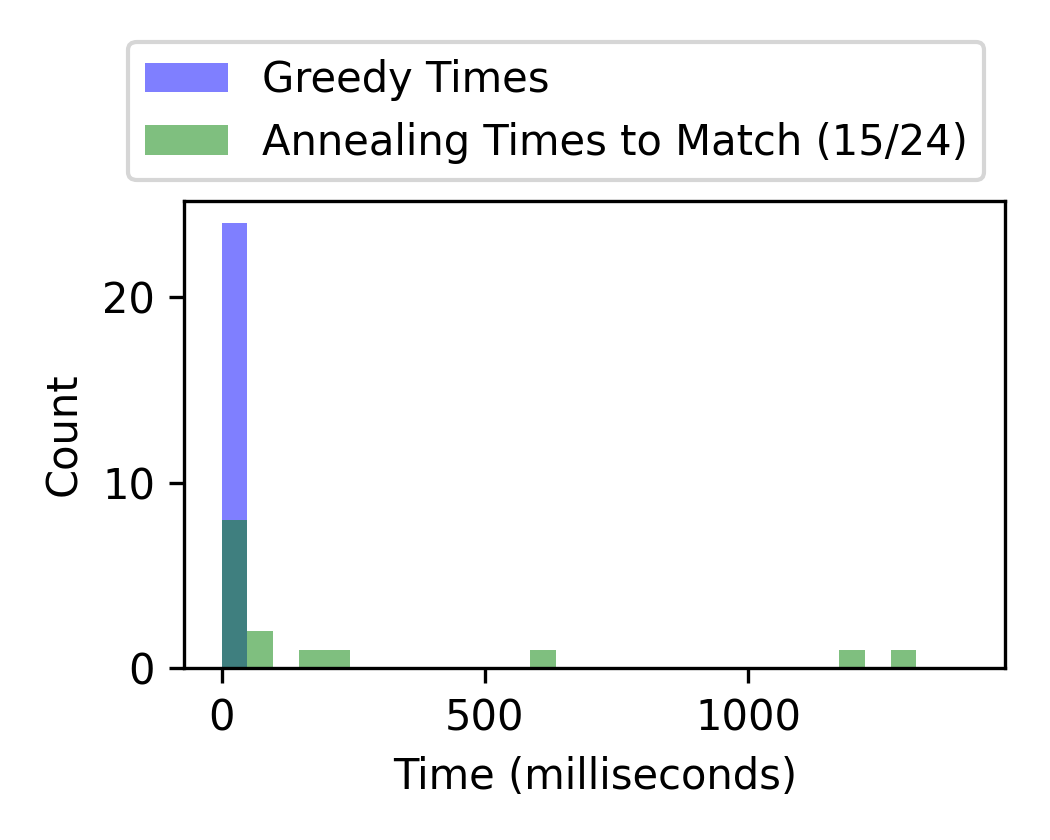 Greedy Times
Annealing Times to Match (15/24)
20
10
0
Count
0 500 1000
Time (milliseconds)